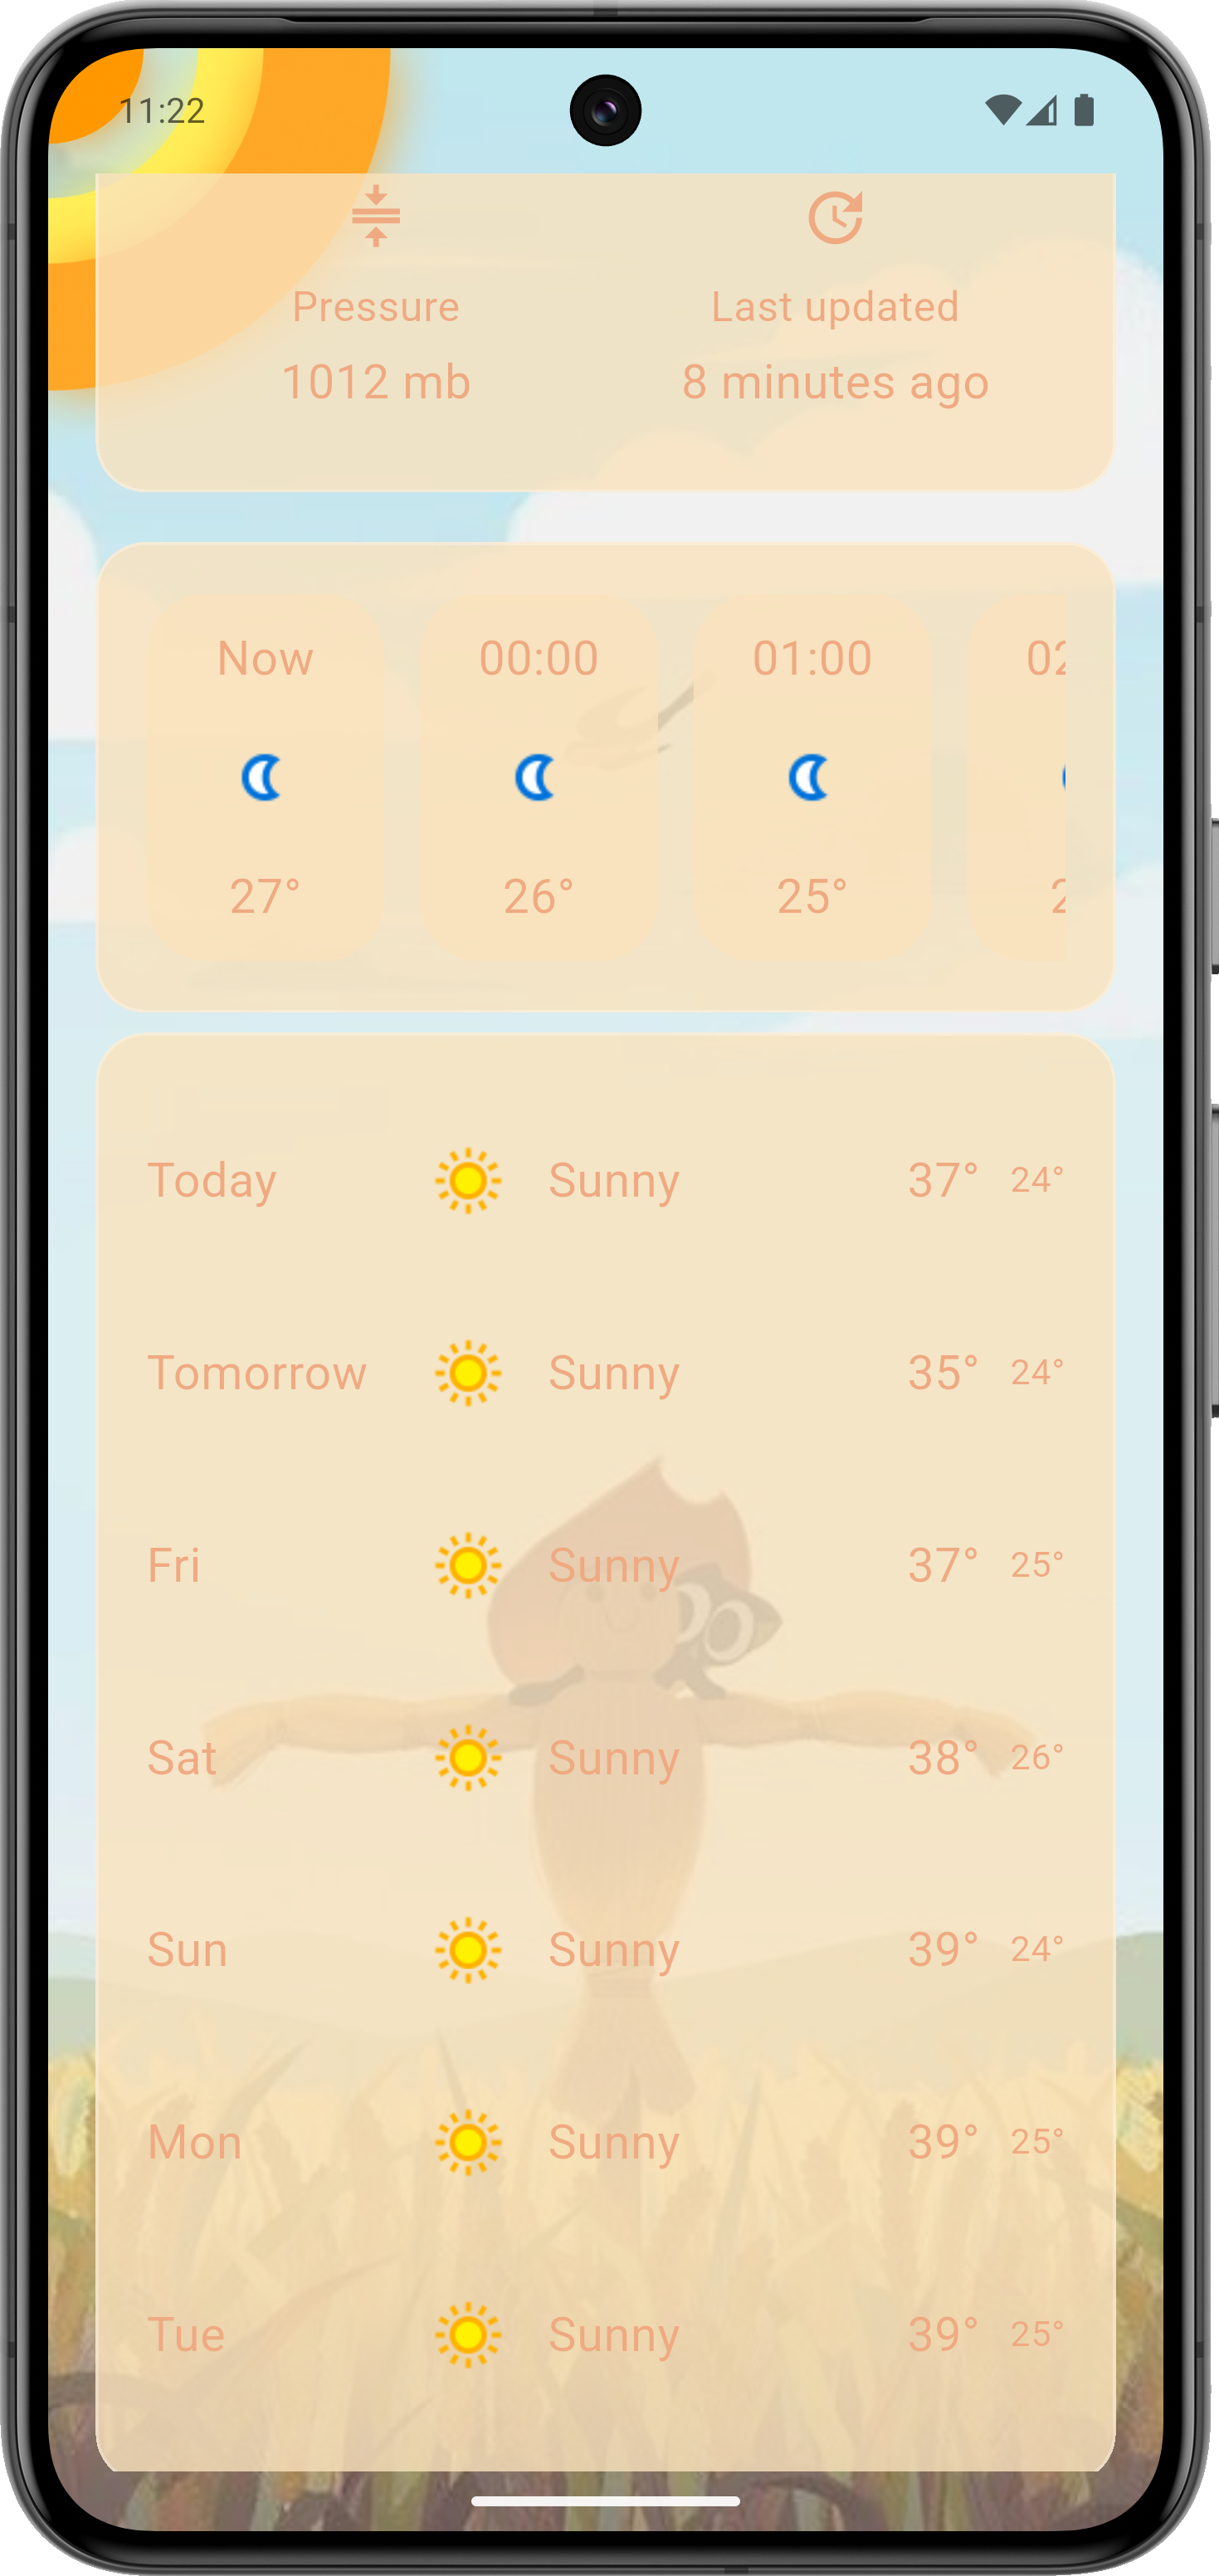 11:22
Pressure Last updated
1012 mb 8 minutes ago
Now 00:00 01:00 02
27° 26° 25° 2
Today Sunny 37° 24°
Tomorrow Sunny 35° 24°
Fri Sunny 37° 25°
Sat Sunny 38° 26°
Sun Sunny 39° 24°
Mon Sunny 39° 25°
Tue Sunny 39° 25°